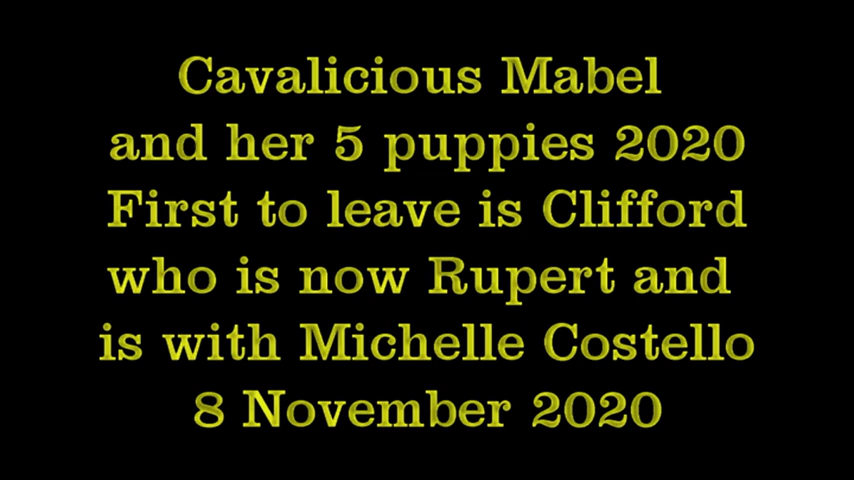 Cavalicious Mabel
and her 5 puppies 2020
First to leave is Clifford
who is now Rupert and
is with Michelle Costello
8 November 2020